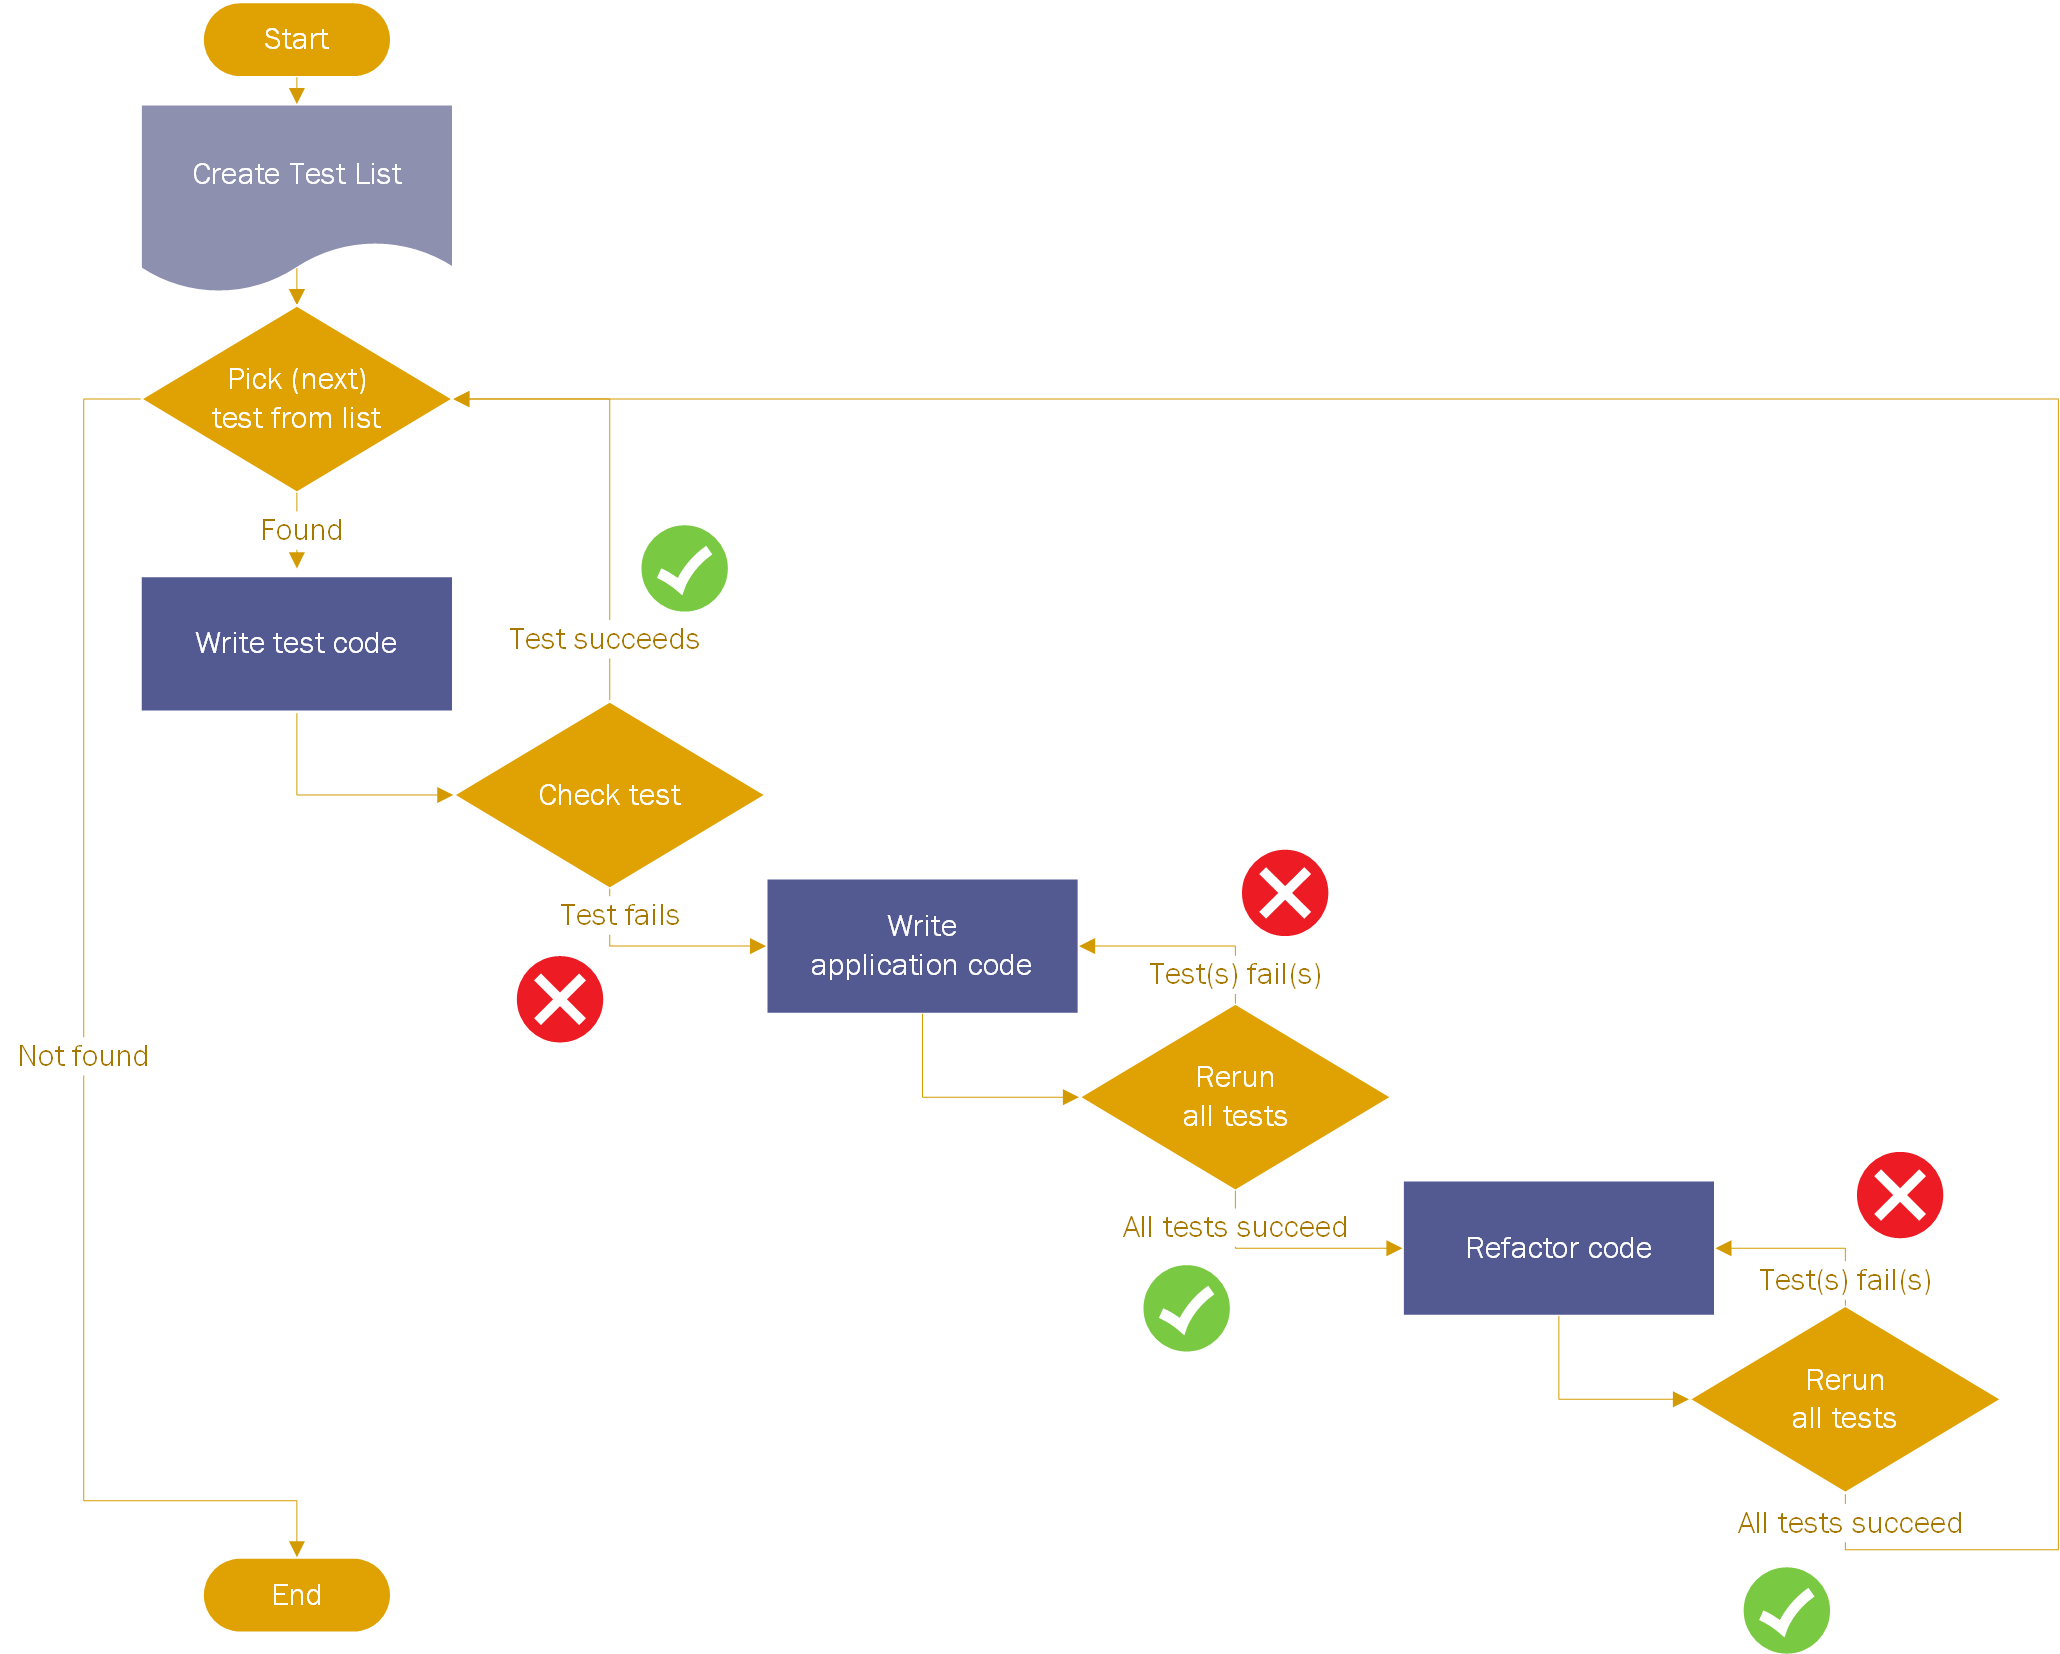 Start
Create Test List
Pick (next)
test from list
Found
Write test code
Test succeeds
Check test
Test fails
Write
application code
Test(s) fail(s)
Not found
Rerun
all tests
All tests succeed
Refactor code
Test(s) fail(s)
Rerun
all tests
All tests succeed
End